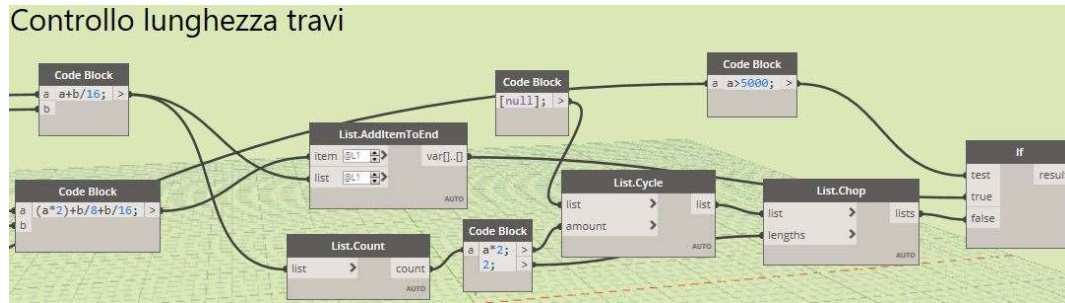 Controllo lunghezza travi
Code Block
a a+b/16; >
b
Code Block
a (a*2)+b/8+b/16; >
b
List.AddItemToEnd
item @L1 > var[]..[]
list @L1 >
AUTO
List.Count
list > count
AUTO
Code Block
[null]; >
Code Block
a a*2; >
2; >
List.Cycle
list > list
amount >
AUTO
Code Block
a a>5000; >
List.Chop
list > lists
lengths >
AUTO
If
test result
true
false